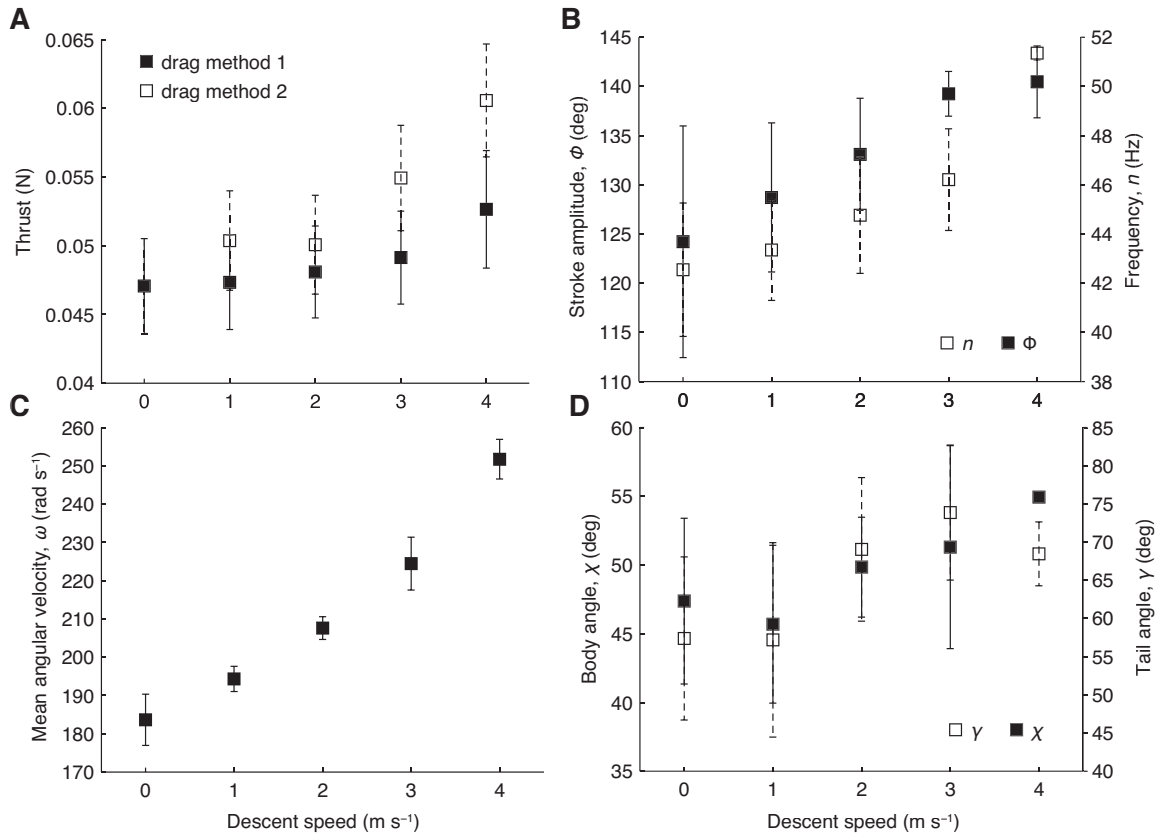 A
Thrust (N)
0.065
0.06
0.055
0.05
0.045
0.04
drag method 1
drag method 2
0 1 2 3 4
B
Stroke amplitude, Φ (deg)
145
140
135
130
125
120
115
110
n Φ
52
50
48
46
44
42
40
38
Frequency, n (Hz)
0 1 2 3 4
C
Mean angular velocity, ω (rad s⁻¹)
260
250
240
230
220
210
200
190
180
170
0 1 2 3 4
Descent speed (m s⁻¹)
D
Body angle, χ (deg)
60
55
50
45
40
35
γ χ
85
80
75
70
65
60
55
50
45
40
Tail angle, γ (deg)
0 1 2 3 4
Descent speed (m s⁻¹)